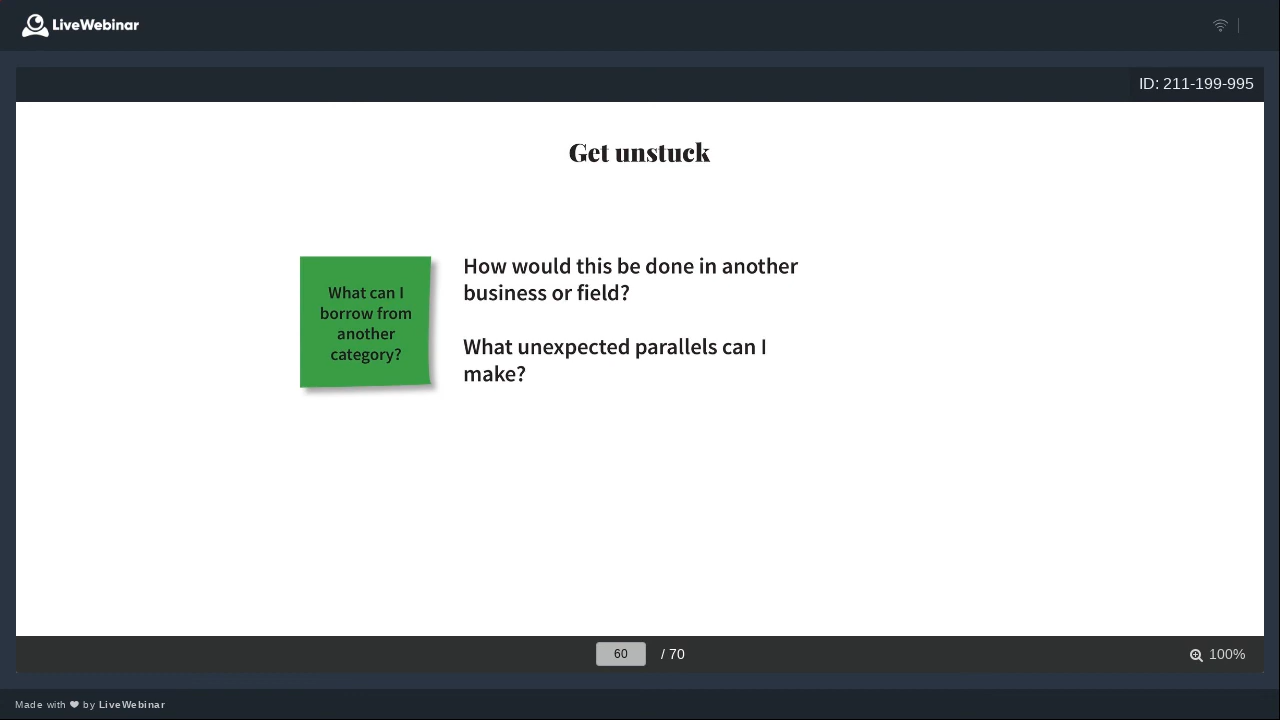 LiveWebinar
ID: 211-199-995
Get unstuck
What can I
borrow from
another
category?
How would this be done in another
business or field?
What unexpected parallels can I
make?
60 / 70
100%
Made with ♥ by LiveWebinar